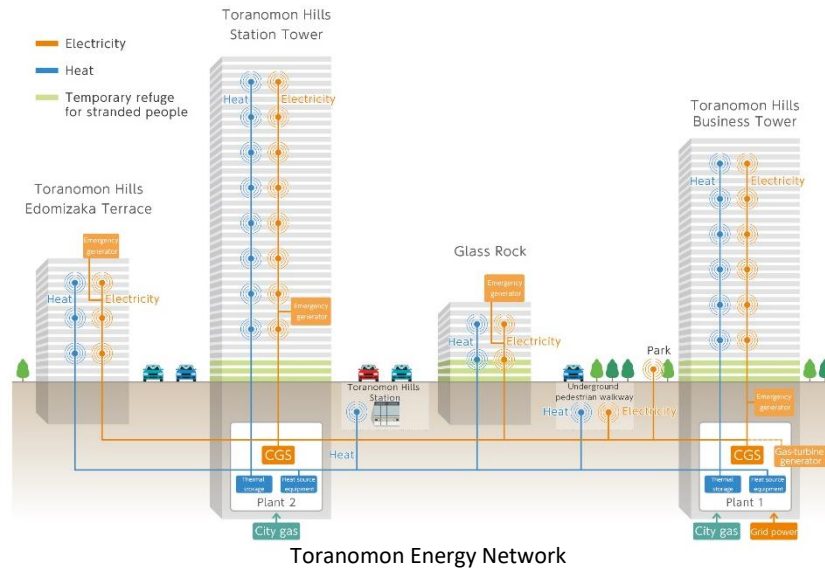 Electricity
Heat
Temporary refuge
for stranded people
Toranomon Hills
Station Tower
Heat
Electricity
Toranomon Hills
Business Tower
Heat
Electricity
Toranomon Hills
Edomizaka Terrace
Emergency
generator
Heat
Electricity
Emergency
generator
Glass Rock
Emergency
generator
Heat
Electricity
Park
Toranomon Hills
Station
Underground
pedestrian walkway
Heat
Electricity
Emergency
generator
Heat
CGS
Thermal
storage
Heat source
equipment
Plant 2
City gas
CGS
Gas-turbine
generator
Thermal
storage
Heat source
equipment
Plant 1
City gas
Grid power
Toranomon Energy Network